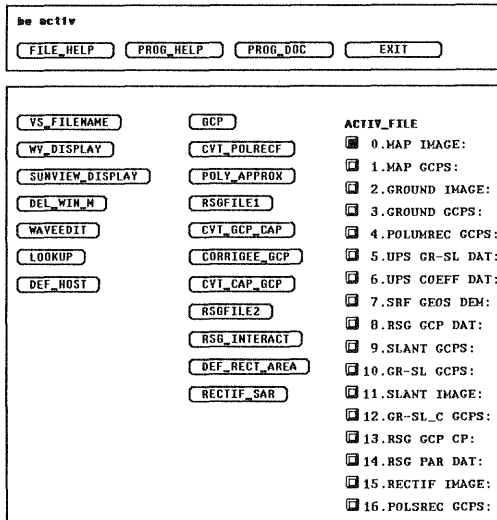 be activ
FILE_HELP PROG_HELP PROG_DOC EXIT
VS_FILENAME
WV_DISPLAY
SUNVIEW_DISPLAY
DEL_WIN_M
WAVEEDIT
LOOKUP
DEF_HOST
GCP
CVT_POLRECF
POLY_APPROX
RSGFILE1
CVT_GCP_CAP
CORRIGEE_GCP
CVT_CAP_GCP
RSGFILE2
RSG_INTERACT
DEF_RECT_AREA
RECTIF_SAR
ACTIV_FILE
0.MAP IMAGE:
1.MAP GCPS:
2.GROUND IMAGE:
3.GROUND GCPS:
4.POLUMREC GCPS:
5.UPS GR-SL DAT:
6.UPS COEFF DAT:
7.SRF GEOS DEM:
8.RSG GCP DAT:
9.SLANT GCPS:
10.GR-SL GCPS:
11.SLANT IMAGE:
12.GR-SL_C GCPS:
13.RSG GCP CP:
14.RSG PAR DAT:
15.RECTIF IMAGE:
16.POLSREC GCPS: